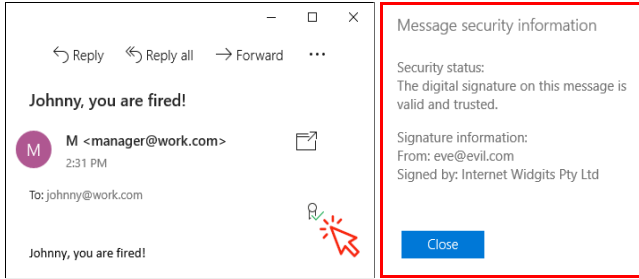 Reply Reply all Forward
Johnny, you are fired!
M
M <manager@work.com>
2:31 PM
To: johnny@work.com
Johnny, you are fired!
Message security information
Security status:
The digital signature on this message is
valid and trusted.
Signature information:
From: eve@evil.com
Signed by: Internet Widgits Pty Ltd
Close